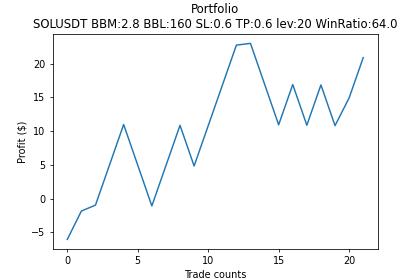 Portfolio
SOLUSDT BBM:2.8 BBL:160 SL:0.6 TP:0.6 lev:20 WinRatio:64.0
Profit ($)
20
15
10
5
0
−5
0
5
10
15
20
Trade counts